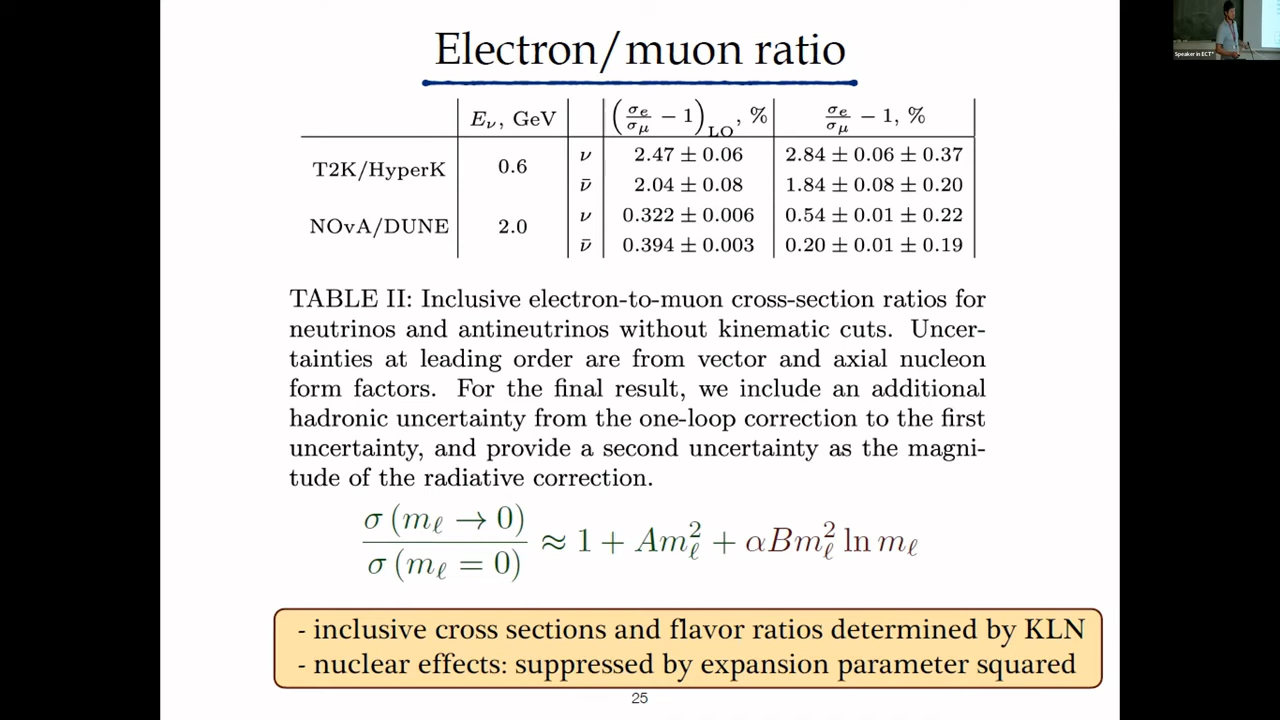 Electron/muon ratio
Speaker in ECT*
E_ν, GeV (σ_e/σ_μ − 1)_LO, % σ_e/σ_μ − 1, %
T2K/HyperK 0.6 ν 2.47 ± 0.06 2.84 ± 0.06 ± 0.37
ν̄ 2.04 ± 0.08 1.84 ± 0.08 ± 0.20
NOvA/DUNE 2.0 ν 0.322 ± 0.006 0.54 ± 0.01 ± 0.22
ν̄ 0.394 ± 0.003 0.20 ± 0.01 ± 0.19
TABLE II: Inclusive electron-to-muon cross-section ratios for
neutrinos and antineutrinos without kinematic cuts. Uncer-
tainties at leading order are from vector and axial nucleon
form factors. For the final result, we include an additional
hadronic uncertainty from the one-loop correction to the first
uncertainty, and provide a second uncertainty as the magni-
tude of the radiative correction.
σ(m_ℓ → 0)/σ(m_ℓ = 0) ≈ 1 + Am_ℓ² + αBm_ℓ² ln m_ℓ
- inclusive cross sections and flavor ratios determined by KLN
- nuclear effects: suppressed by expansion parameter squared
25